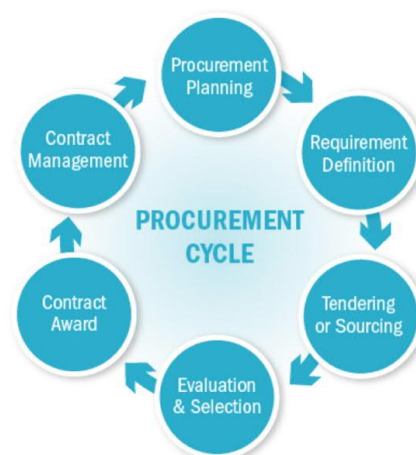 Procurement
Planning
Requirement
Definition
Tendering
or Sourcing
Evaluation
& Selection
Contract
Award
Contract
Management
PROCUREMENT
CYCLE